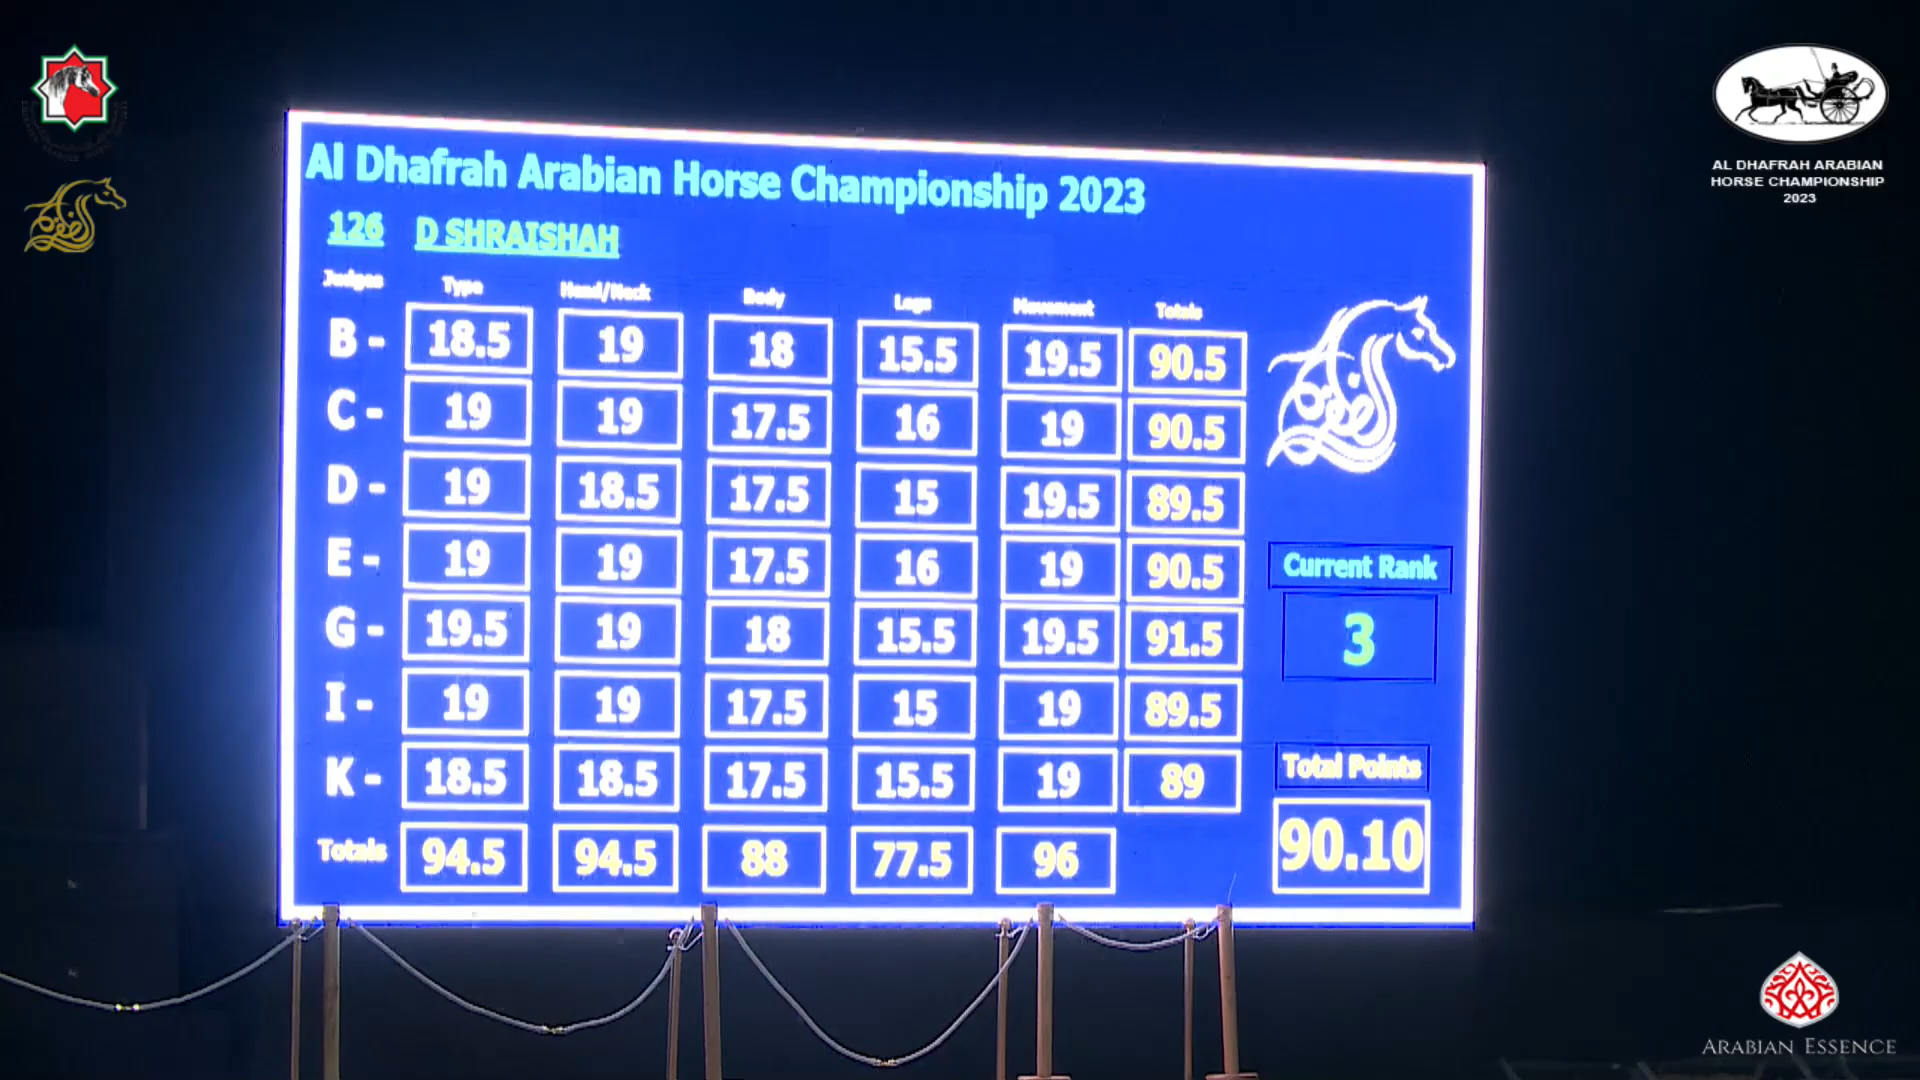 Al Dhafrah Arabian Horse Championship 2023
126 D SHRAISHAH
Judges Type Head/Neck Body Legs Movement Totals
B - 18.5 19 18 15.5 19.5 90.5
C - 19 19 17.5 16 19 90.5
D - 19 18.5 17.5 15 19.5 89.5
E - 19 19 17.5 16 19 90.5
G - 19.5 19 18 15.5 19.5 91.5
I - 19 19 17.5 15 19 89.5
K - 18.5 18.5 17.5 15.5 19 89
Totals 94.5 94.5 88 77.5 96
Current Rank
3
Total Points
90.10
AL DHAFRAH ARABIAN
HORSE CHAMPIONSHIP
2023
ARABIAN ESSENCE